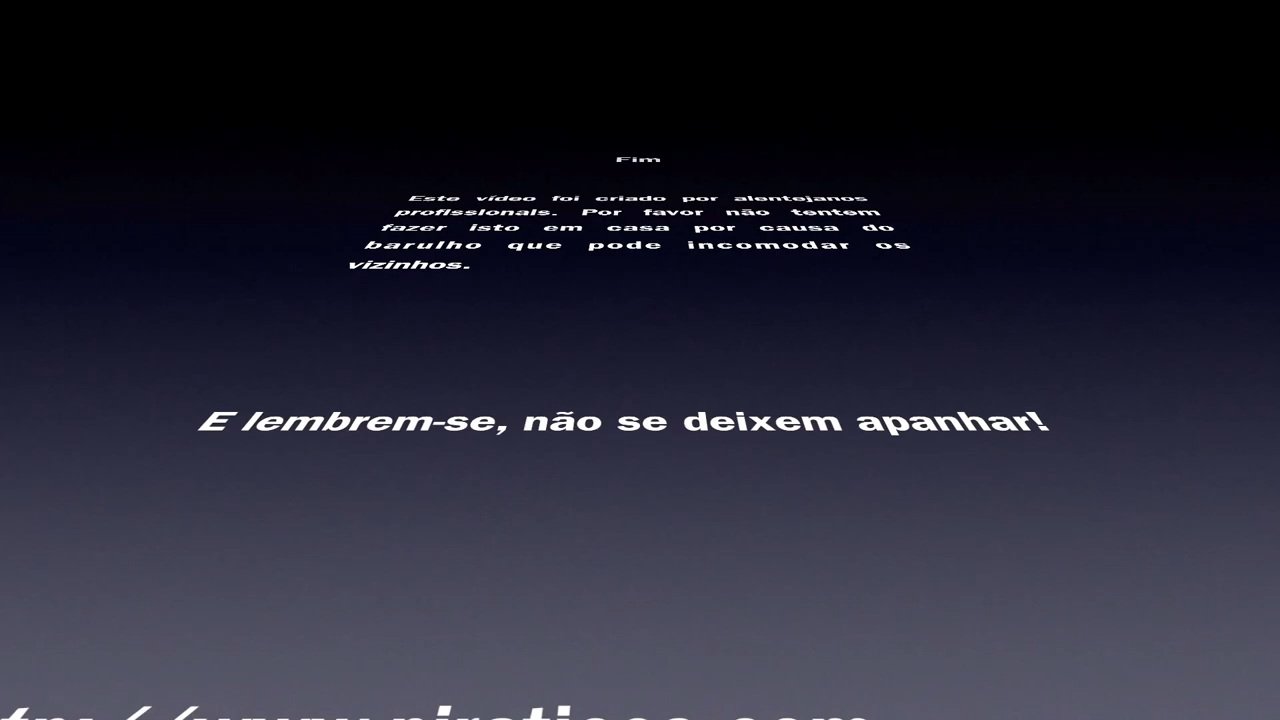 Fim
Este vídeo foi criado por alentejanos
profissionais. Por favor não tentem
fazer isto em casa por causa do
barulho que pode incomodar os
vizinhos.
E lembrem-se, não se deixem apanhar!